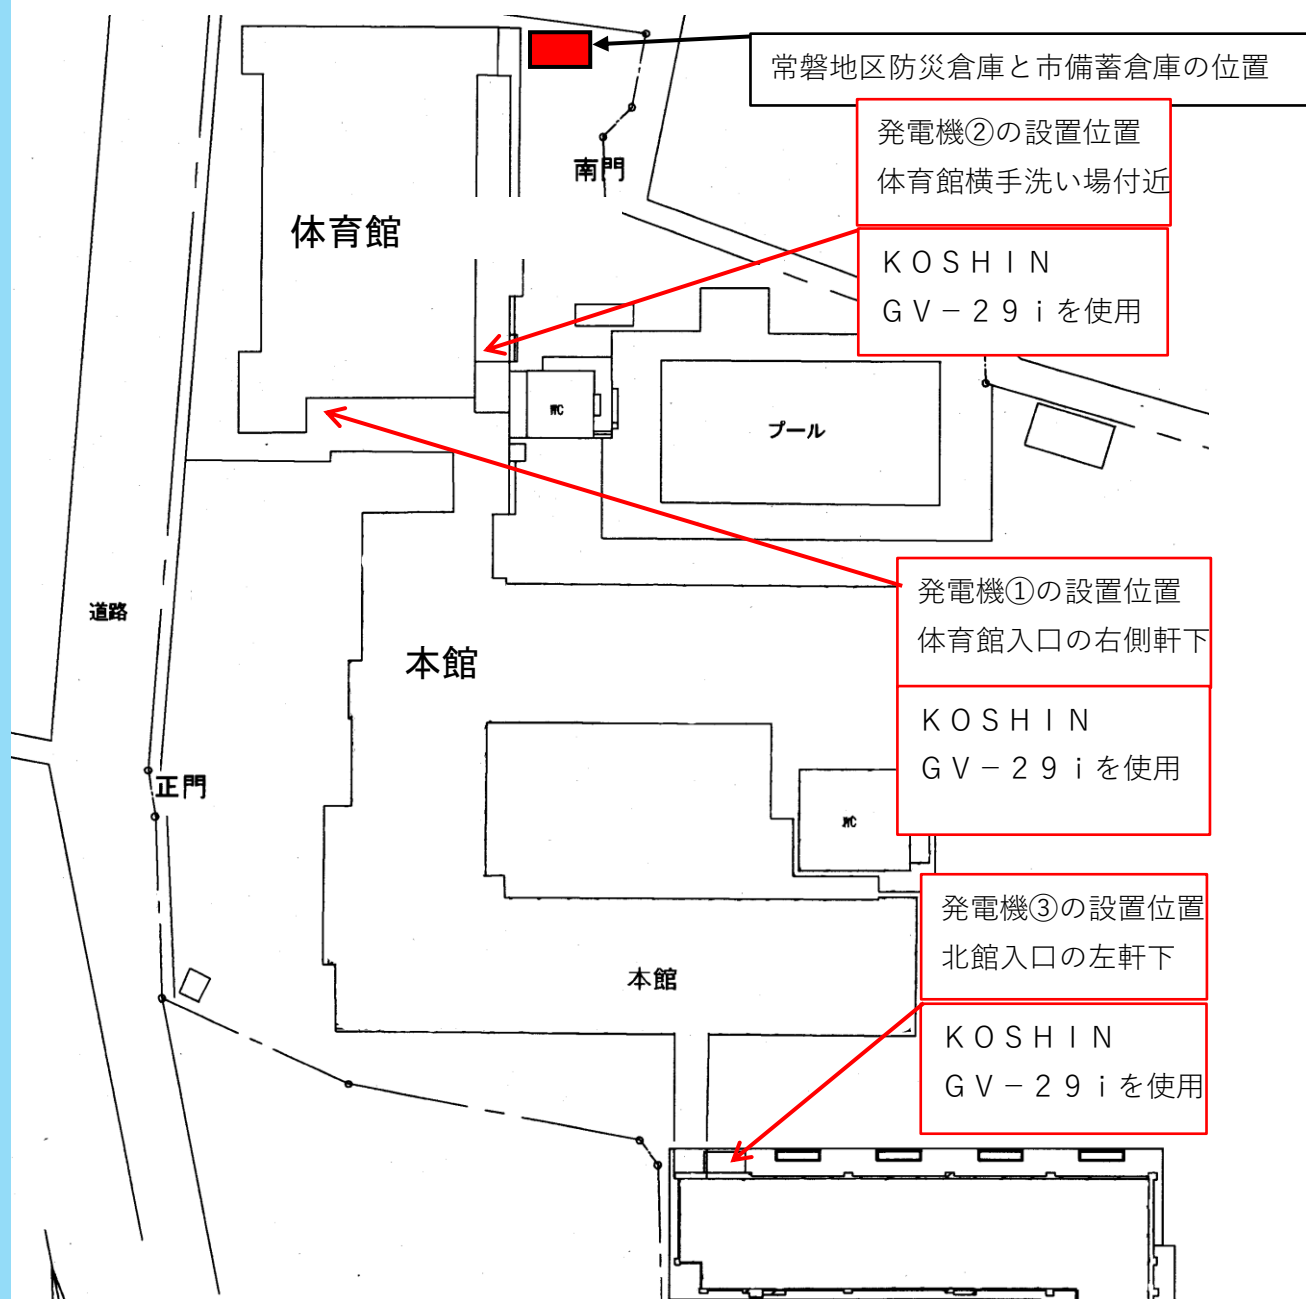 常磐地区防災倉庫と市備蓄倉庫の位置
発電機②の設置位置
体育館横手洗い場付近
南門
体育館
ＫＯＳＨＩＮ
ＧＶ－２９ｉを使用
WC
プール
発電機①の設置位置
体育館入口の右側軒下
道路
本館
ＫＯＳＨＩＮ
ＧＶ－２９ｉを使用
正門
WC
発電機③の設置位置
北館入口の左軒下
本館
ＫＯＳＨＩＮ
ＧＶ－２９ｉを使用